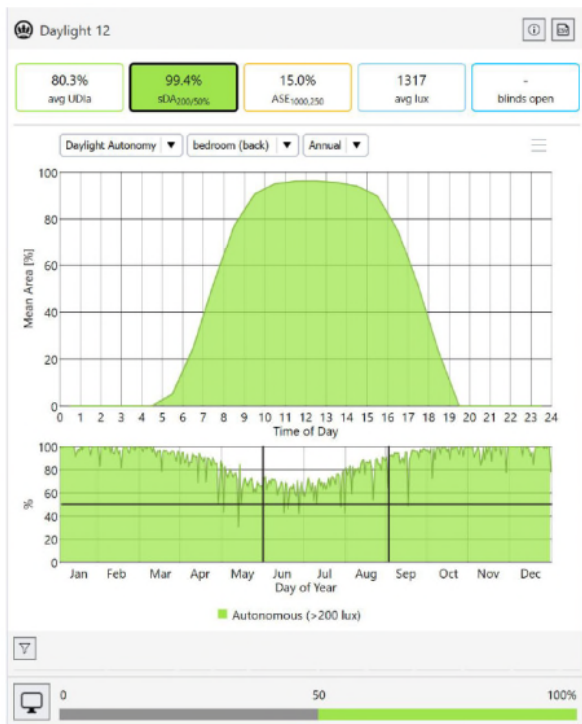 Daylight 12
80.3% 99.4% 15.0% 1317 -
avg UDIa sDA200/50% ASE1000,250 avg lux blinds open
Daily Autonomy ▼ bedroom (back) ▼ Annual ▼
Mean Area [%]
100
80
60
40
20
0
0 1 2 3 4 5 6 7 8 9 10 11 12 13 14 15 16 17 18 19 20 21 22 23 24
Time of Day
%
100
80
60
40
20
0
Jan Feb Mar Apr May Jun Jul Aug Sep Oct Nov Dec
Day of Year
Autonomous (>200 lux)
0 50 100%